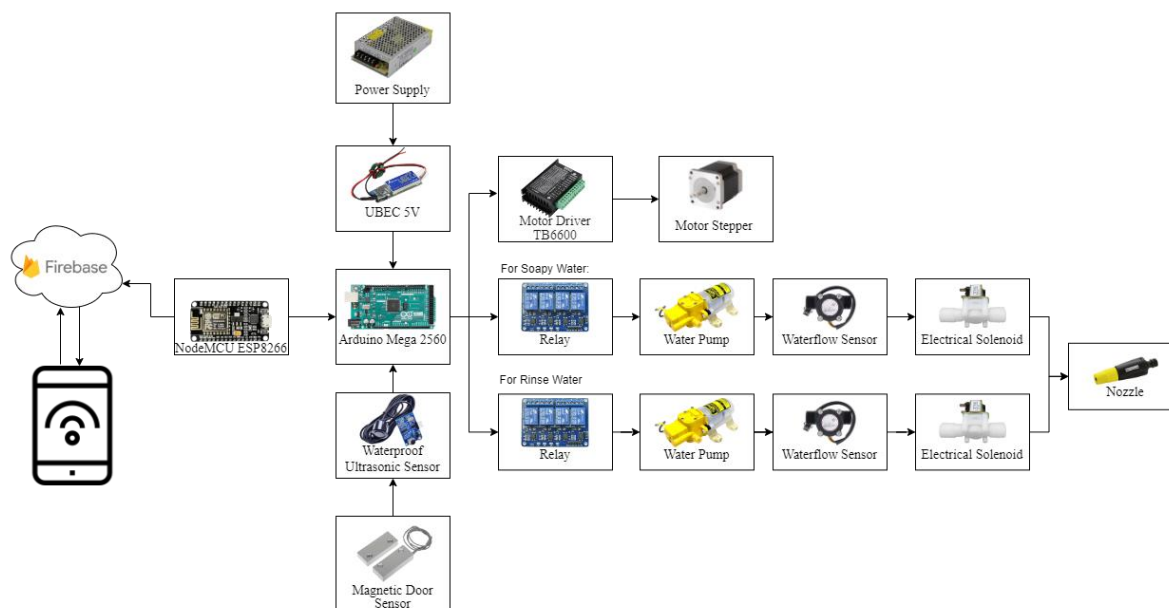 Power Supply
UBEC 5V
Motor Driver
TB6600
Motor Stepper
Firebase
NodeMCU ESP8266
Arduino Mega 2560
For Soapy Water:
Relay
Water Pump
Waterflow Sensor
Electrical Solenoid
Nozzle
For Rinse Water
Relay
Water Pump
Waterflow Sensor
Electrical Solenoid
Waterproof
Ultrasonic Sensor
Magnetic Door
Sensor